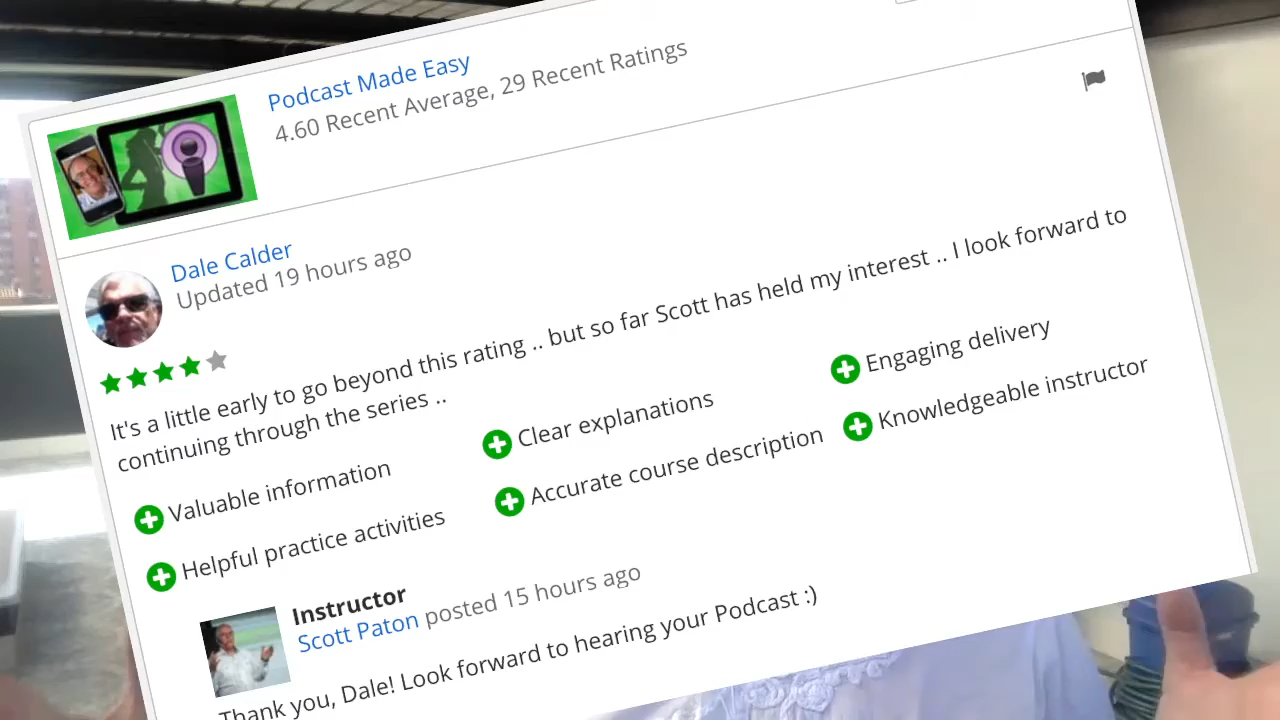 Podcast Made Easy
4.60 Recent Average, 29 Recent Ratings
Dale Calder
Updated 19 hours ago
It's a little early to go beyond this rating .. but so far Scott has held my interest .. I look forward to
continuing through the series ..
Valuable information
Clear explanations
Engaging delivery
Helpful practice activities
Accurate course description
Knowledgeable instructor
Instructor
Scott Paton posted 15 hours ago
Thank you, Dale! Look forward to hearing your Podcast :)